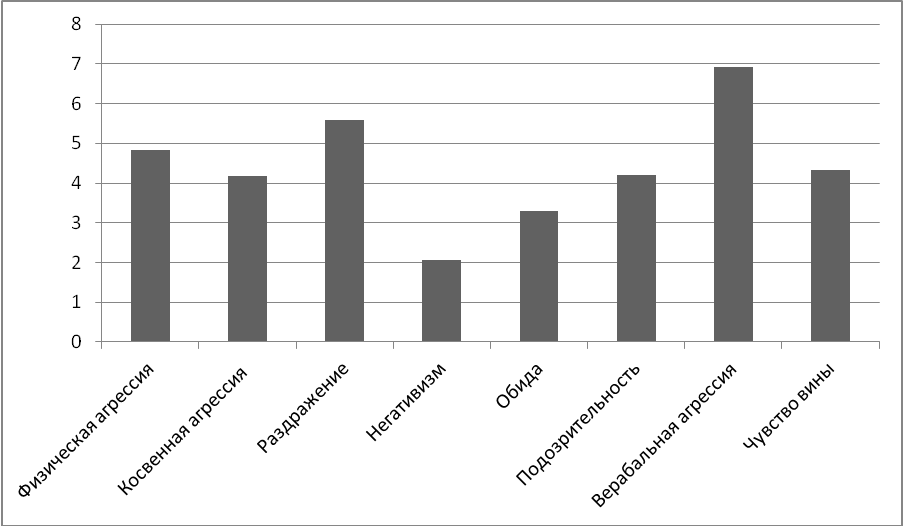 8
7
6
5
4
3
2
1
0
Физическая агрессия
Косвенная агрессия
Раздражение
Негативизм
Обида
Подозрительность
Верабальная агрессия
Чувство вины